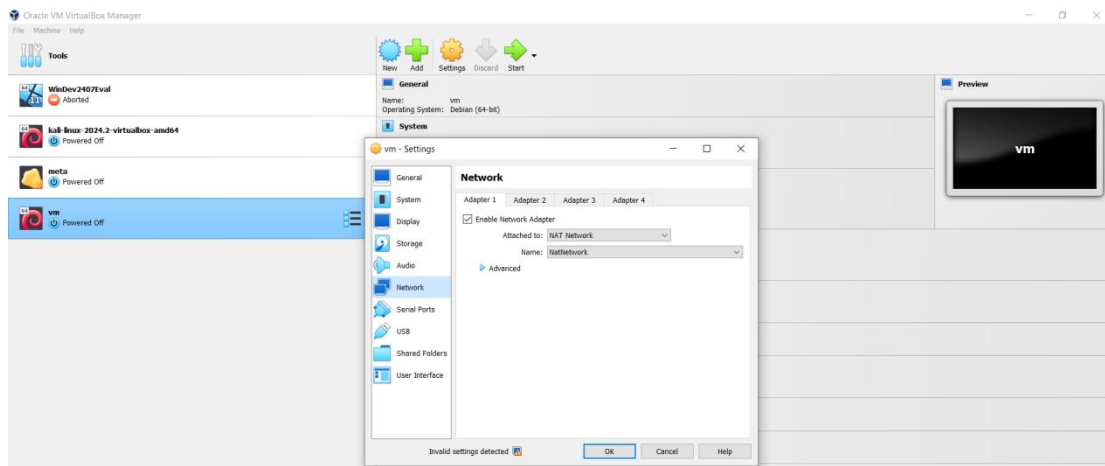 Oracle VM VirtualBox Manager
File Machine Help
Tools
New Add Settings Discard Start
64 11 WinDev2407Eval
Aborted
64 kali-linux-2024.2-virtualbox-amd64
Powered Off
meta
Powered Off
64 vm
Powered Off
General
Name: vm
Operating System: Debian (64-bit)
System
Preview
vm
vm - Settings
General
System
Display
Storage
Audio
Network
Serial Ports
USB
Shared Folders
User Interface
Network
Adapter 1 Adapter 2 Adapter 3 Adapter 4
Enable Network Adapter
Attached to: NAT Network
Name: NatNetwork
Advanced
Invalid settings detected
OK Cancel Help